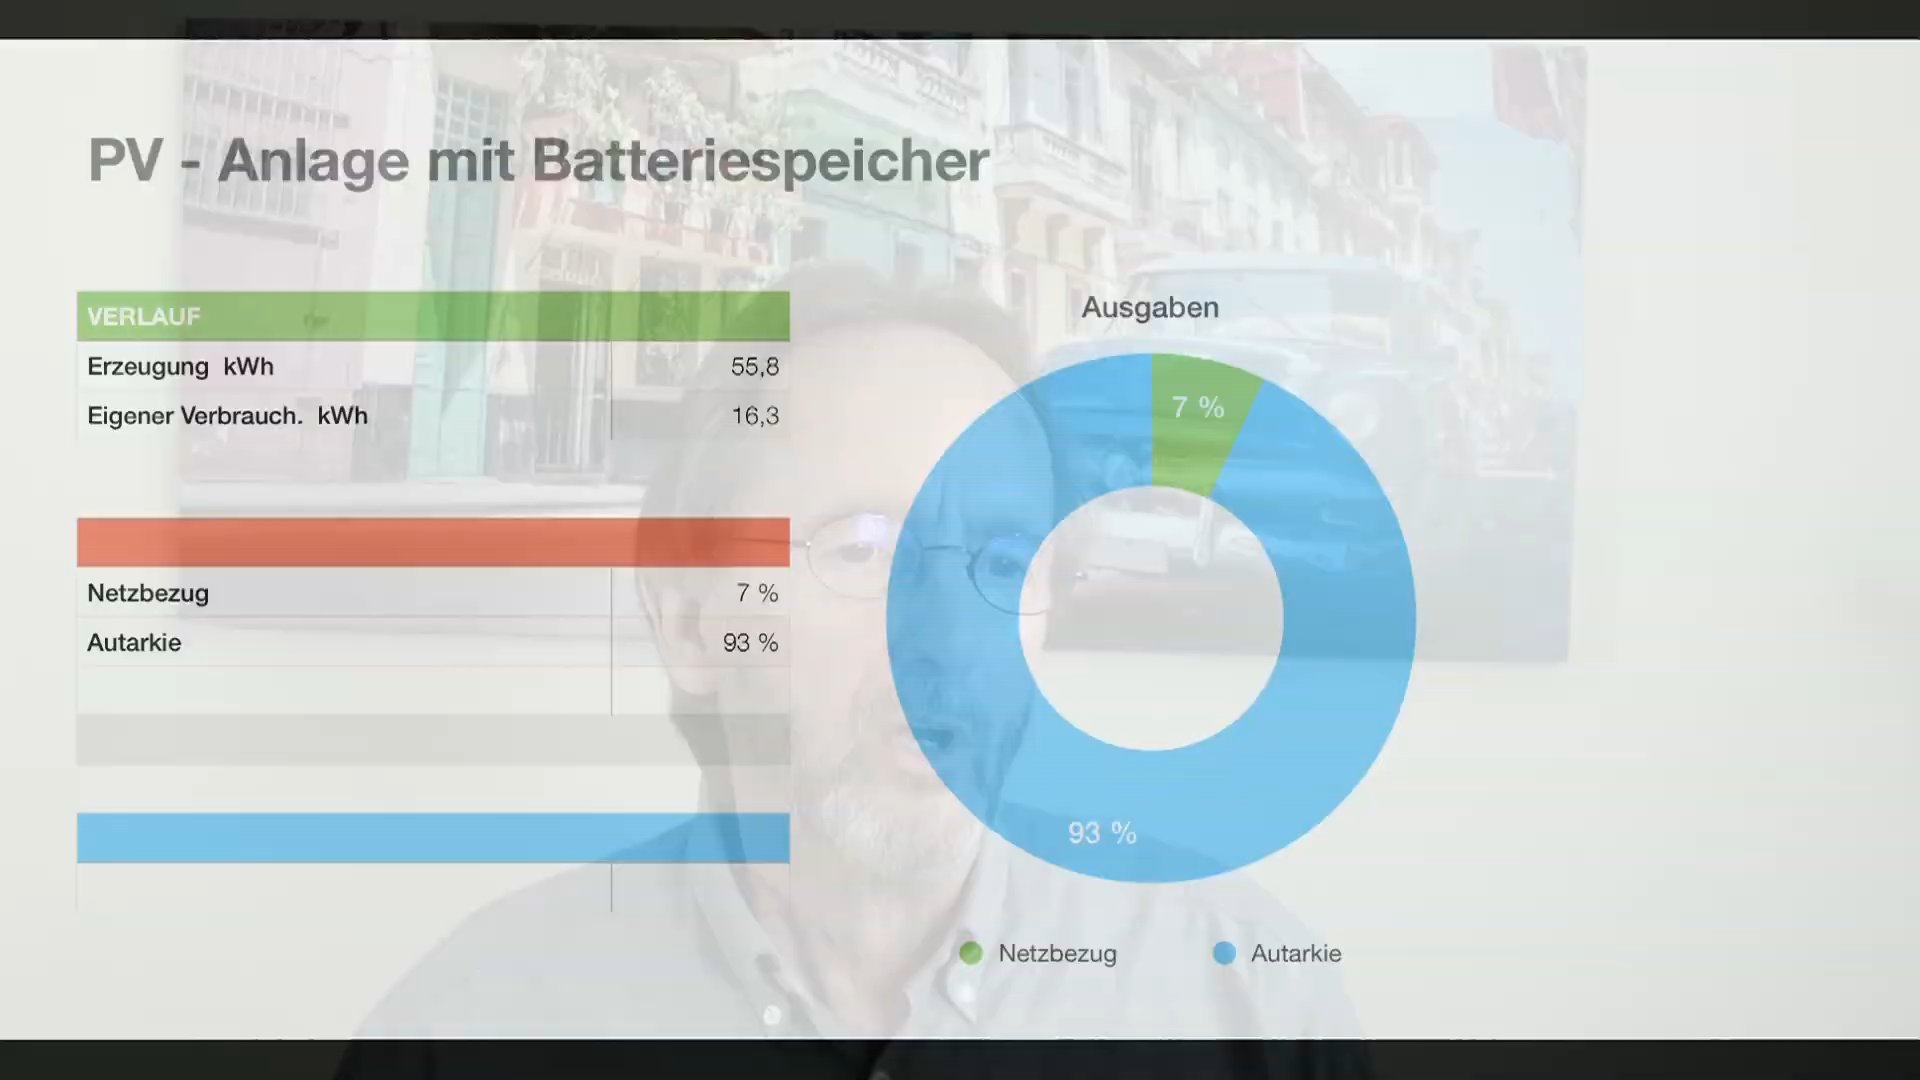 PV - Anlage mit Batteriespeicher
VERLAUF
Erzeugung kWh 55,8
Eigener Verbrauch. kWh 16,3
Netzbezug 7 %
Autarkie 93 %
Ausgaben
7 %
93 %
Netzbezug Autarkie